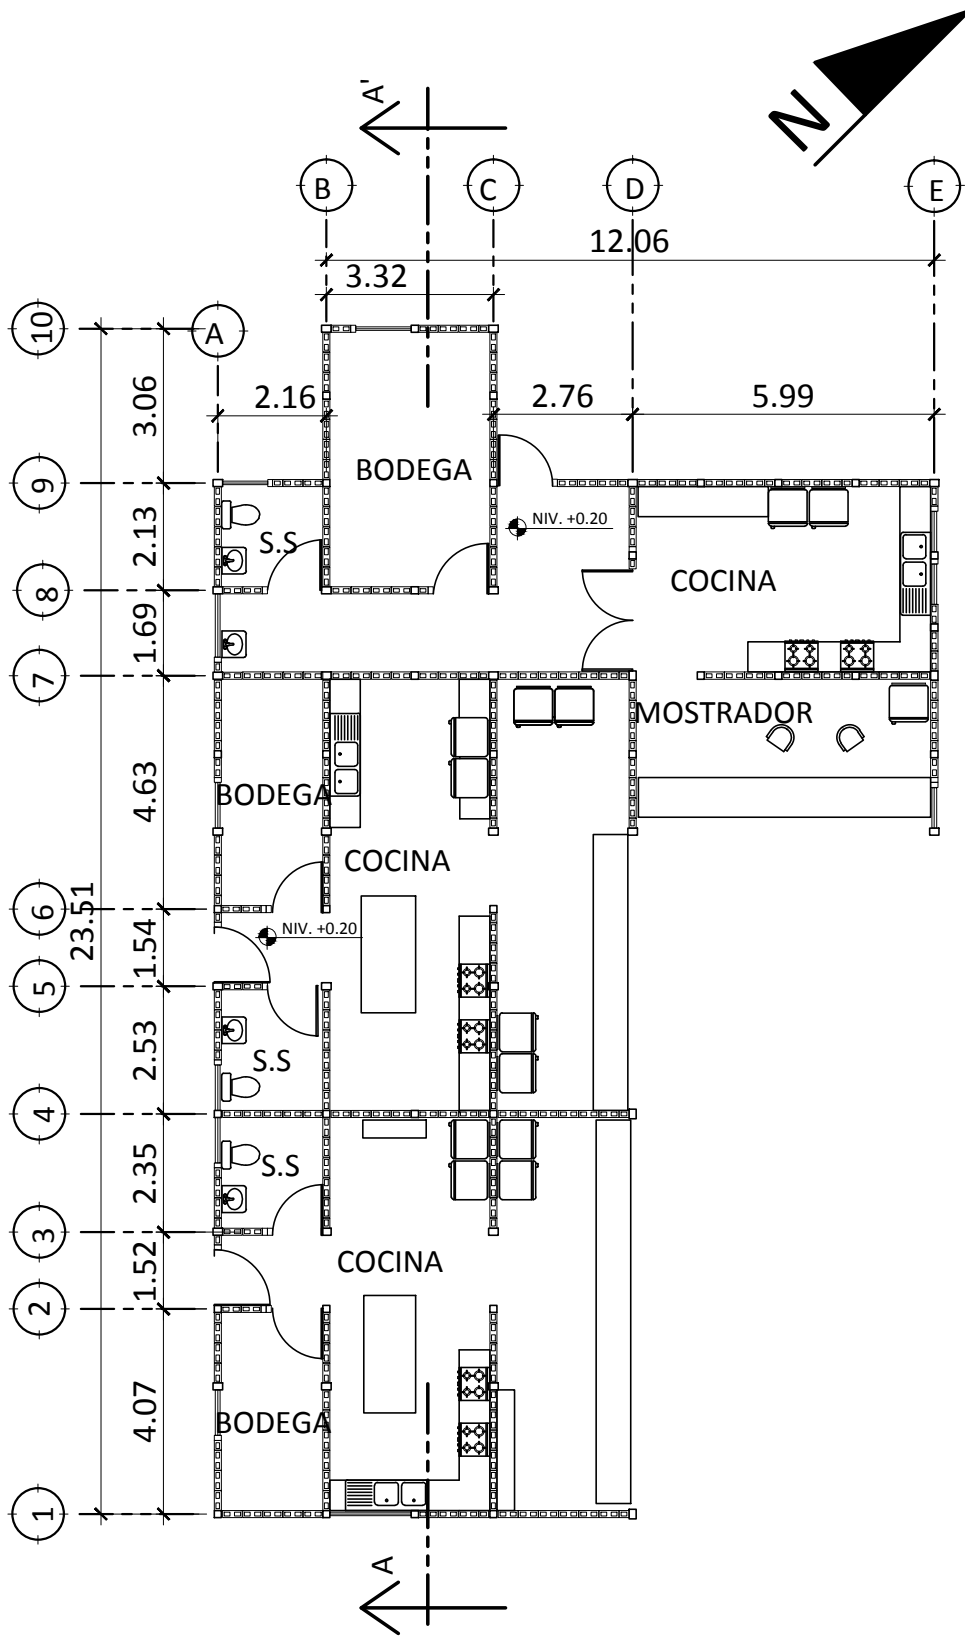 N
A'
B
C
D
E
12.06
3.32
10
A
2.16
2.76
5.99
3.06
BODEGA
9
NIV. +0.20
2.13
S.S
COCINA
8
1.69
7
MOSTRADOR
4.63
BODEGA
COCINA
6
23.51
NIV. +0.20
1.54
5
2.53
S.S
4
2.35
S.S
3
COCINA
1.52
2
4.07
BODEGA
1
A